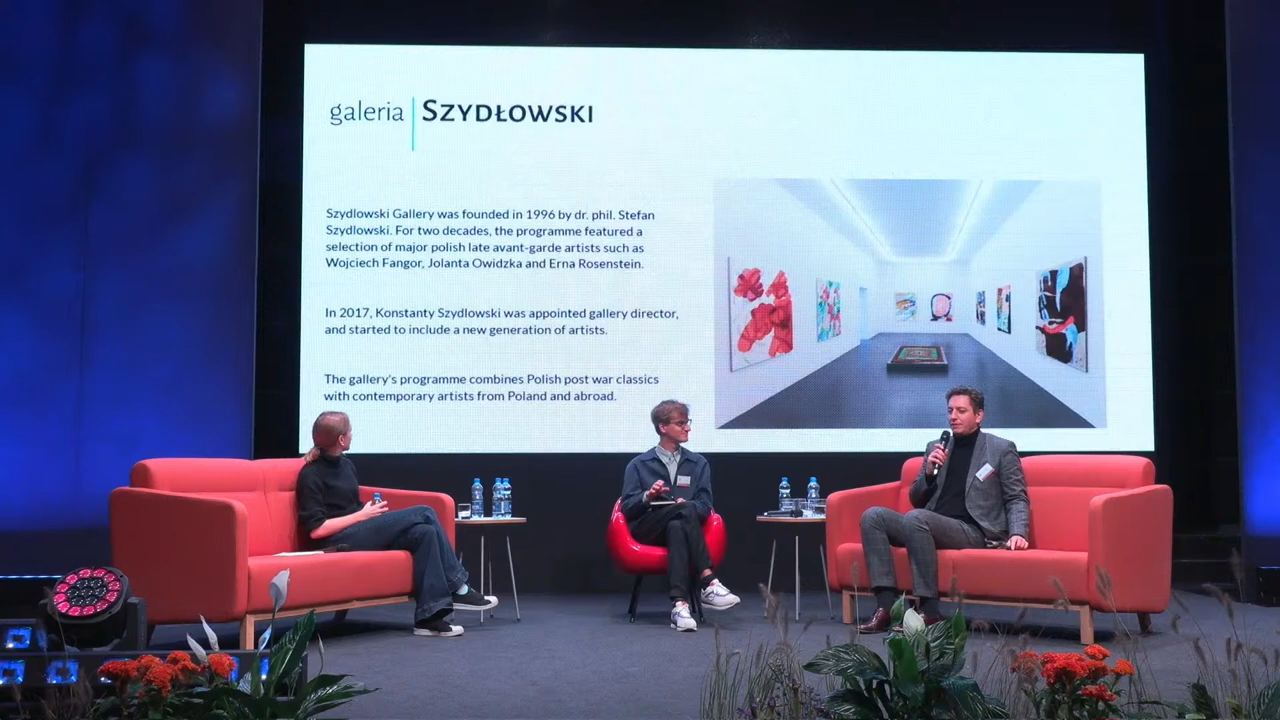 galeria SZYDŁOWSKI
Szydlowski Gallery was founded in 1996 by dr. phil. Stefan
Szydlowski. For two decades, the programme featured a
selection of major polish late avant-garde artists such as
Wojciech Fangor, Jolanta Owidzka and Erna Rosenstein.
In 2017, Konstanty Szydlowski was appointed gallery director,
and started to include a new generation of artists.
The gallery's programme combines Polish post war classics
with contemporary artists from Poland and abroad.